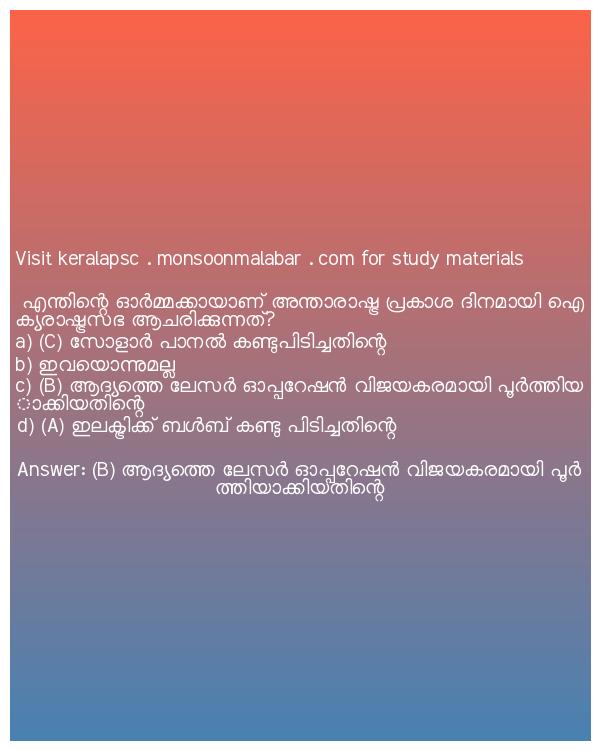 Visit keralapsc . monsoonmalabar . com for study materials
എന്തിന്റെ ഓർമ്മക്കായാണ് അന്താരാഷ്ട്ര പ്രകാശ ദിനമായി ഐ
ക്യരാഷ്ട്രസഭ ആചരിക്കുന്നത്?
a) (C) സോളാർ പാനൽ കണ്ടുപിടിച്ചതിന്റെ
b) ഇവയൊന്നുമല്ല
c) (B) ആദ്യത്തെ ലേസർ ഓപ്പറേഷൻ വിജയകരമായി പൂർത്തിയ
ാക്കിയതിന്റെ
d) (A) ഇലക്ട്രിക്ക് ബൾബ് കണ്ടു പിടിച്ചതിന്റെ
Answer: (B) ആദ്യത്തെ ലേസർ ഓപ്പറേഷൻ വിജയകരമായി പൂർ
ത്തിയാക്കിയതിന്റെ